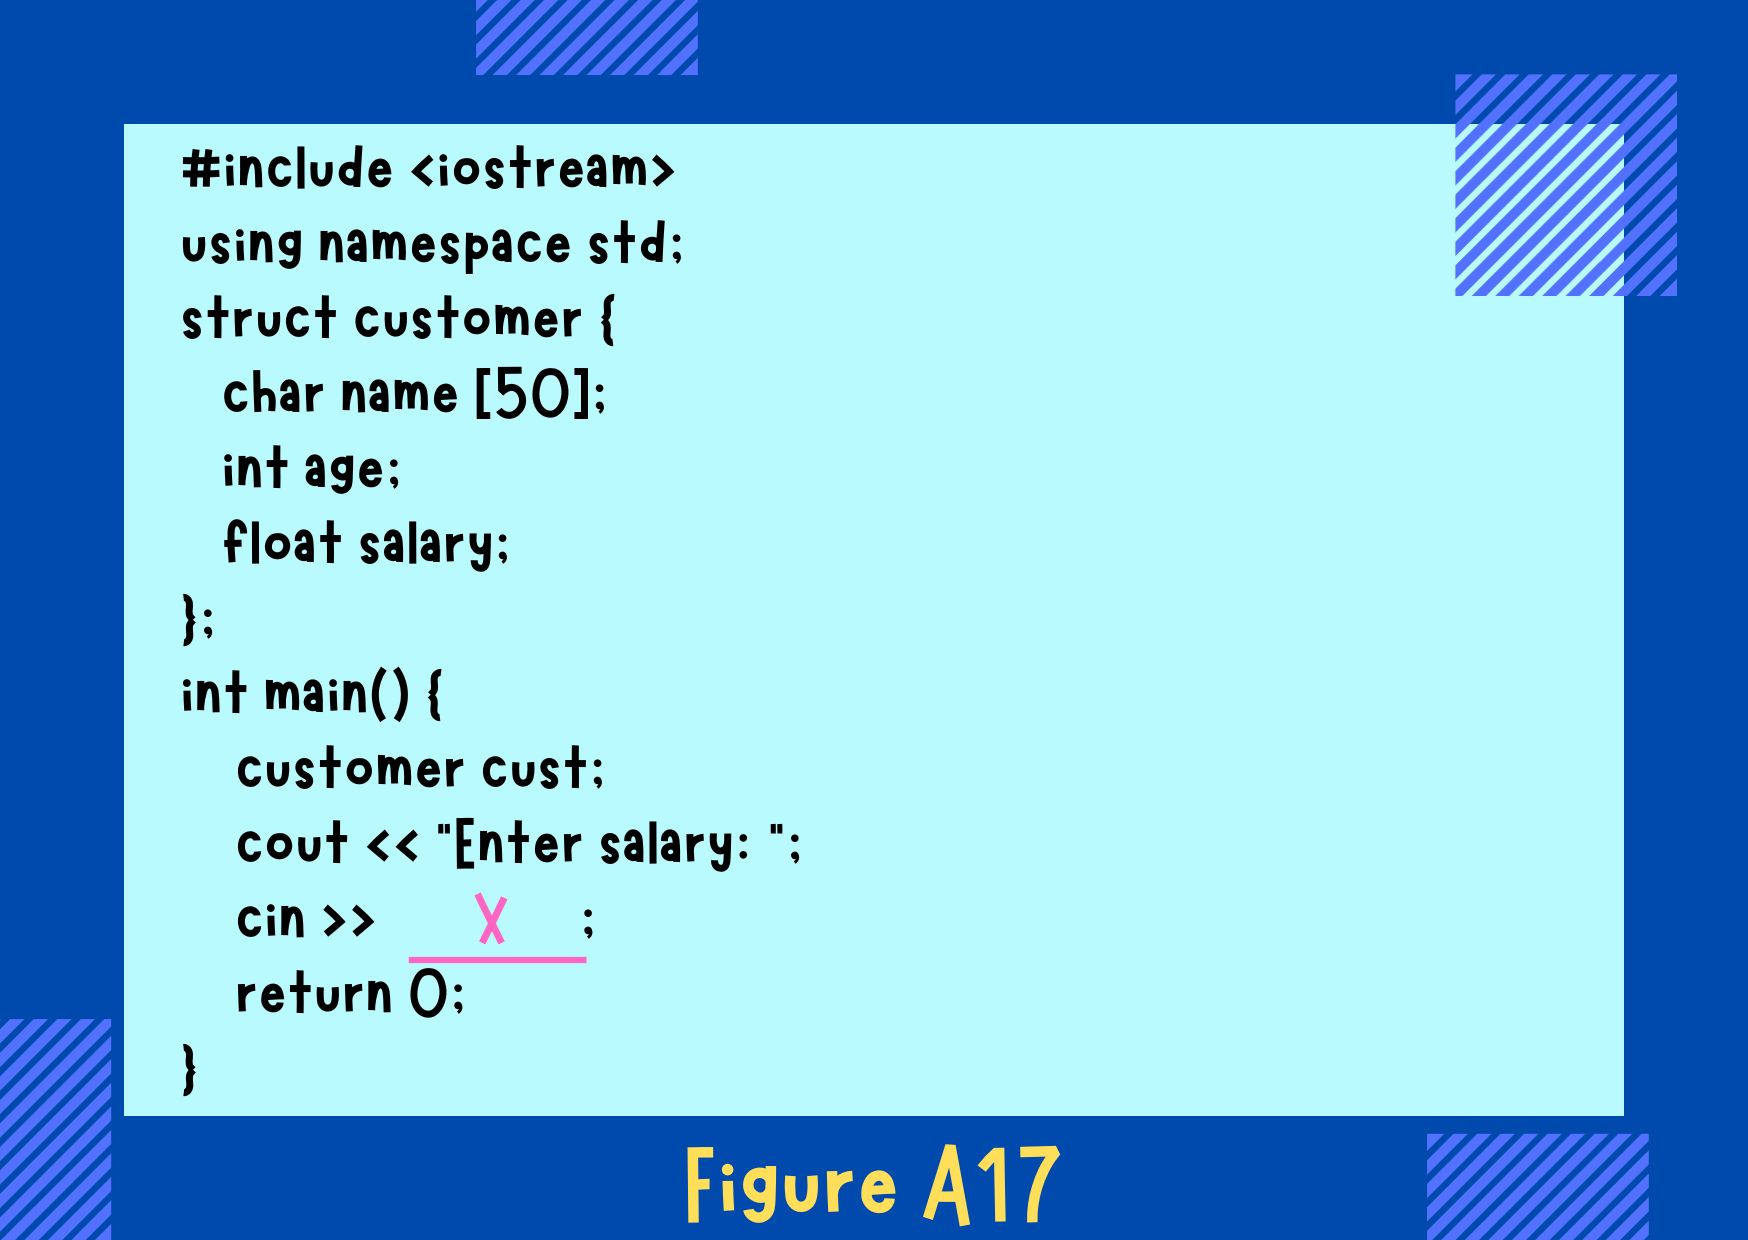 #include <iostream>
using namespace std;
struct customer {
char name [50];
int age;
float salary;
};
int main() {
customer cust;
cout << "Enter salary: ";
cin >> X ;
return 0;
}
Figure A17